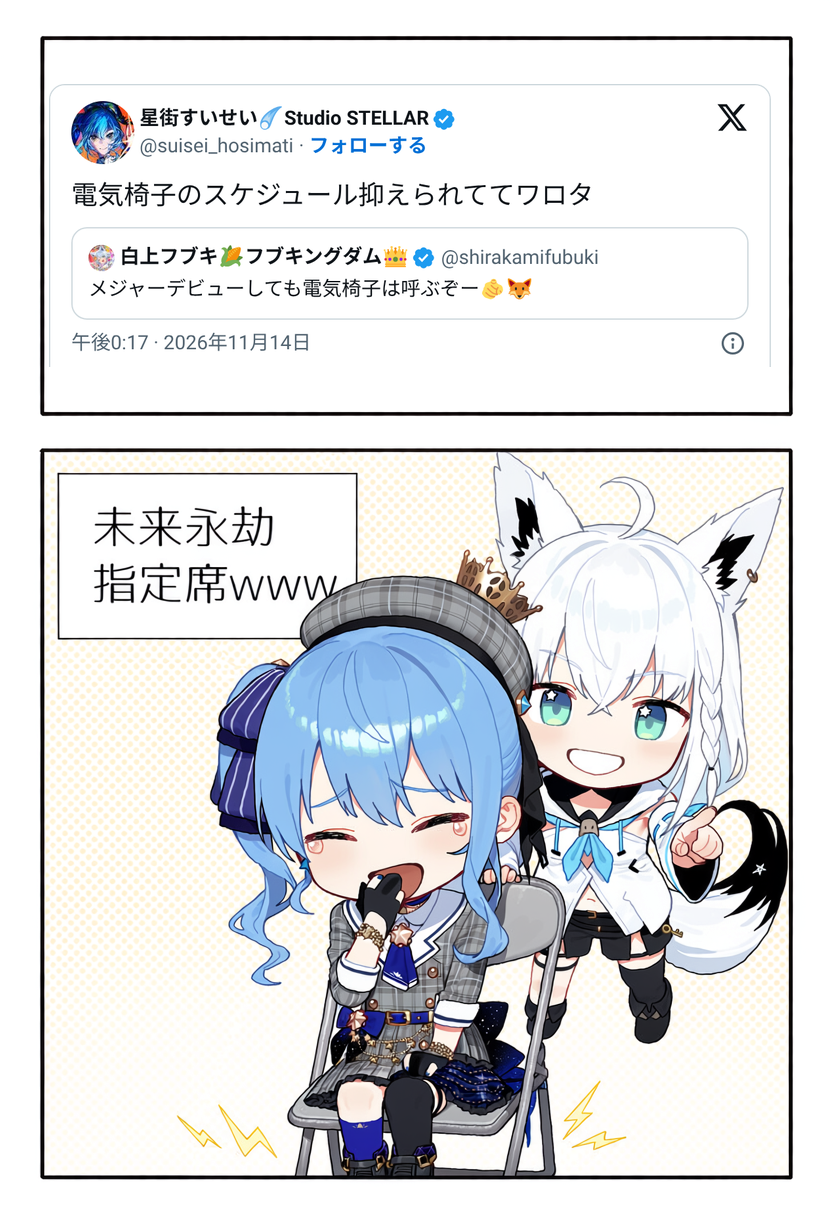 星街すいせい☄️Studio STELLAR
@suisei_hosimati · フォローする
電気椅子のスケジュール抑えられててワロタ
白上フブキ🌽フブキングダム👑 @shirakamifubuki
メジャーデビューしても電気椅子は呼ぶぞー🫵🦊
午後0:17 · 2026年11月14日
未来永劫
指定席www